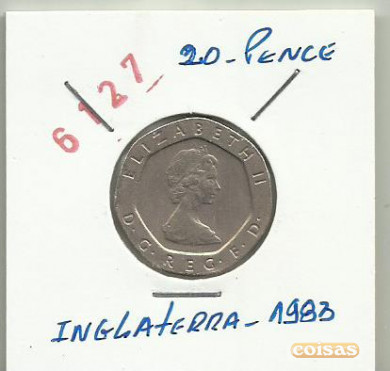 20-PENCE
6127
ELIZABETH II
D·G·REG·F·D·
INGLATERRA-1983
coisas